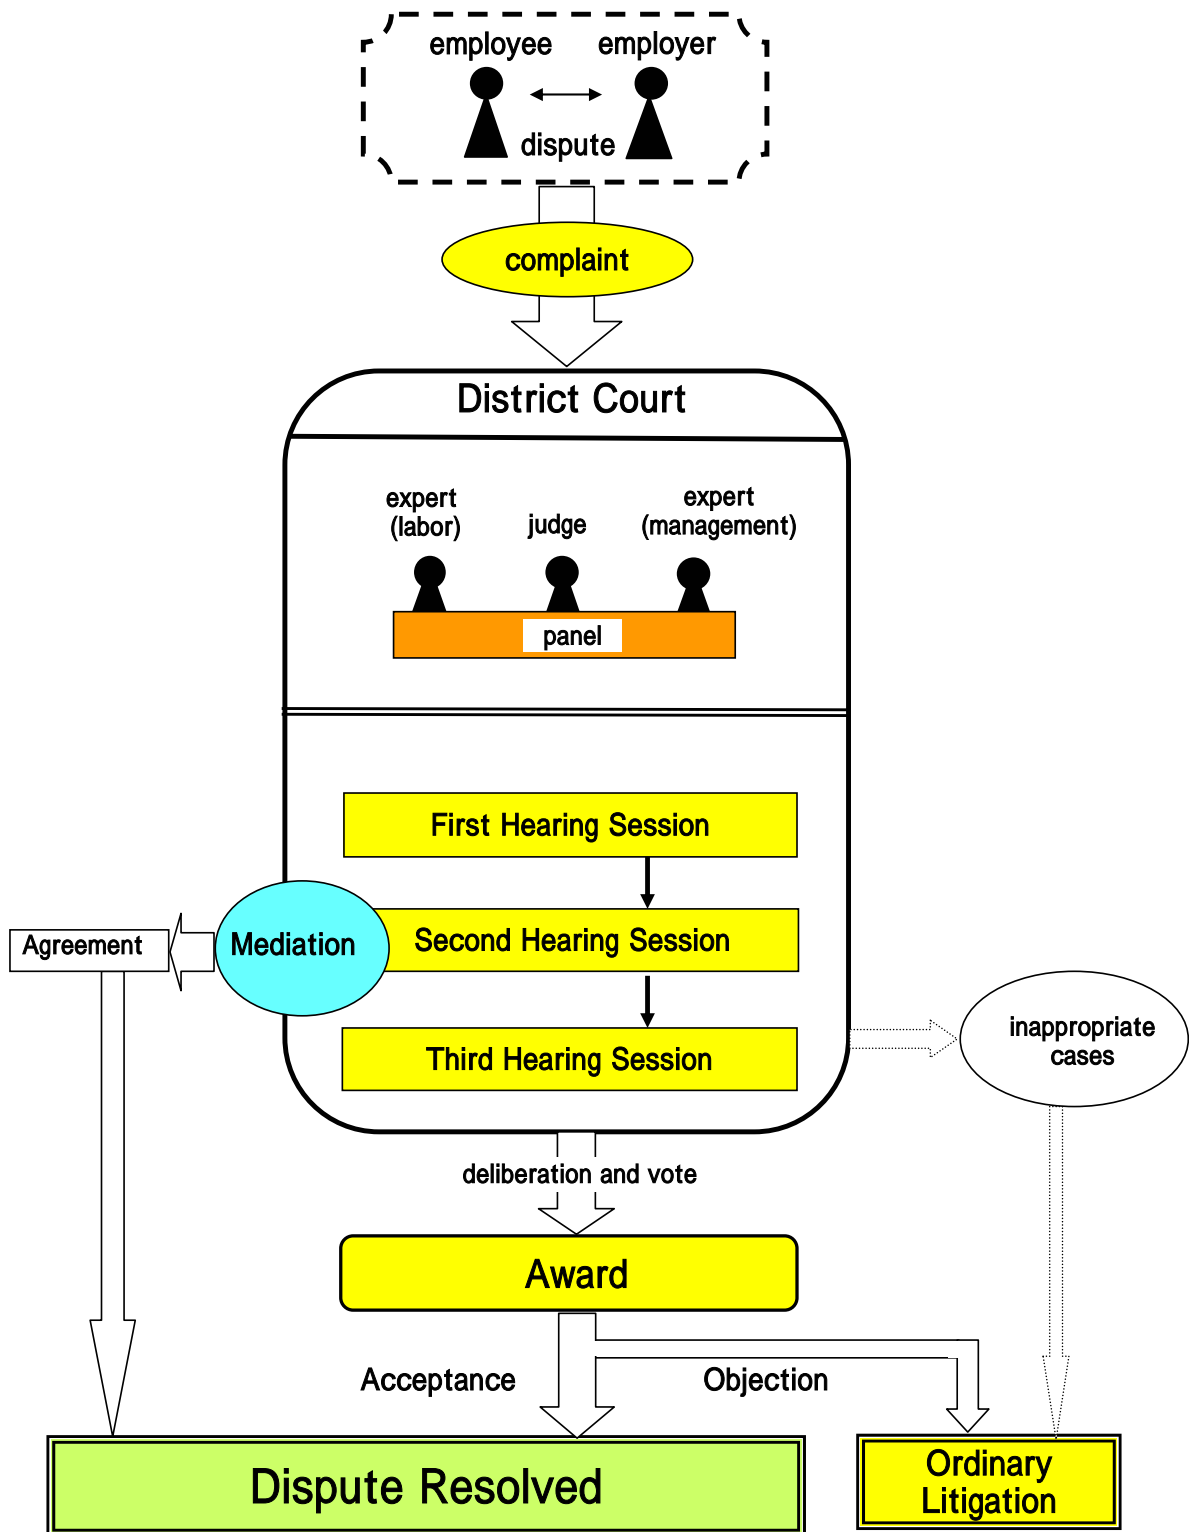 employee employer
dispute
complaint
District Court
expert
(labor)
judge
expert
(management)
panel
First Hearing Session
Mediation
Second Hearing Session
Agreement
Third Hearing Session
inappropriate
cases
deliberation and vote
Award
Acceptance
Objection
Dispute Resolved
Ordinary
Litigation